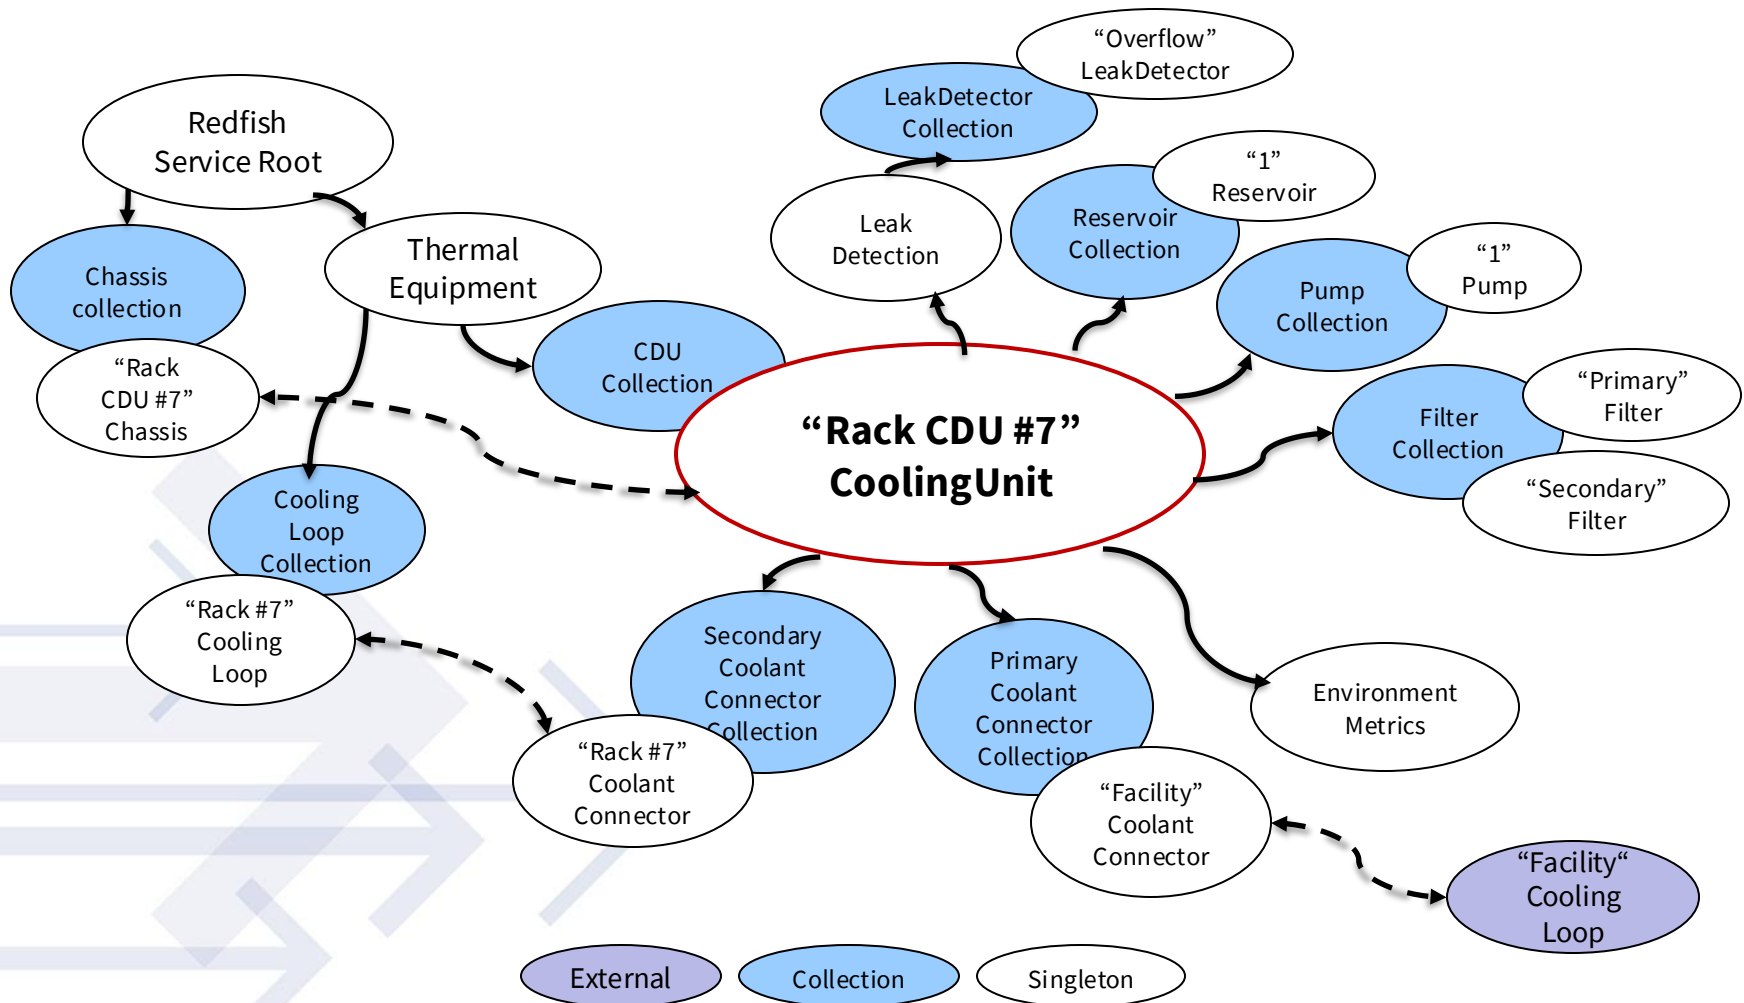 “Overflow”
LeakDetector
LeakDetector
Collection
Redfish
Service Root
“1”
Reservoir
Leak
Detection
Reservoir
Collection
Thermal
Equipment
“1”
Pump
Chassis
collection
Pump
Collection
CDU
Collection
“Rack
CDU #7”
Chassis
“Primary”
Filter
Filter
Collection
“Rack CDU #7”
CoolingUnit
“Secondary”
Filter
Cooling
Loop
Collection
“Rack #7”
Cooling
Loop
Secondary
Coolant
Connector
Collection
Primary
Coolant
Connector
Collection
Environment
Metrics
“Rack #7”
Coolant
Connector
“Facility”
Coolant
Connector
“Facility“
Cooling
Loop
External
Collection
Singleton